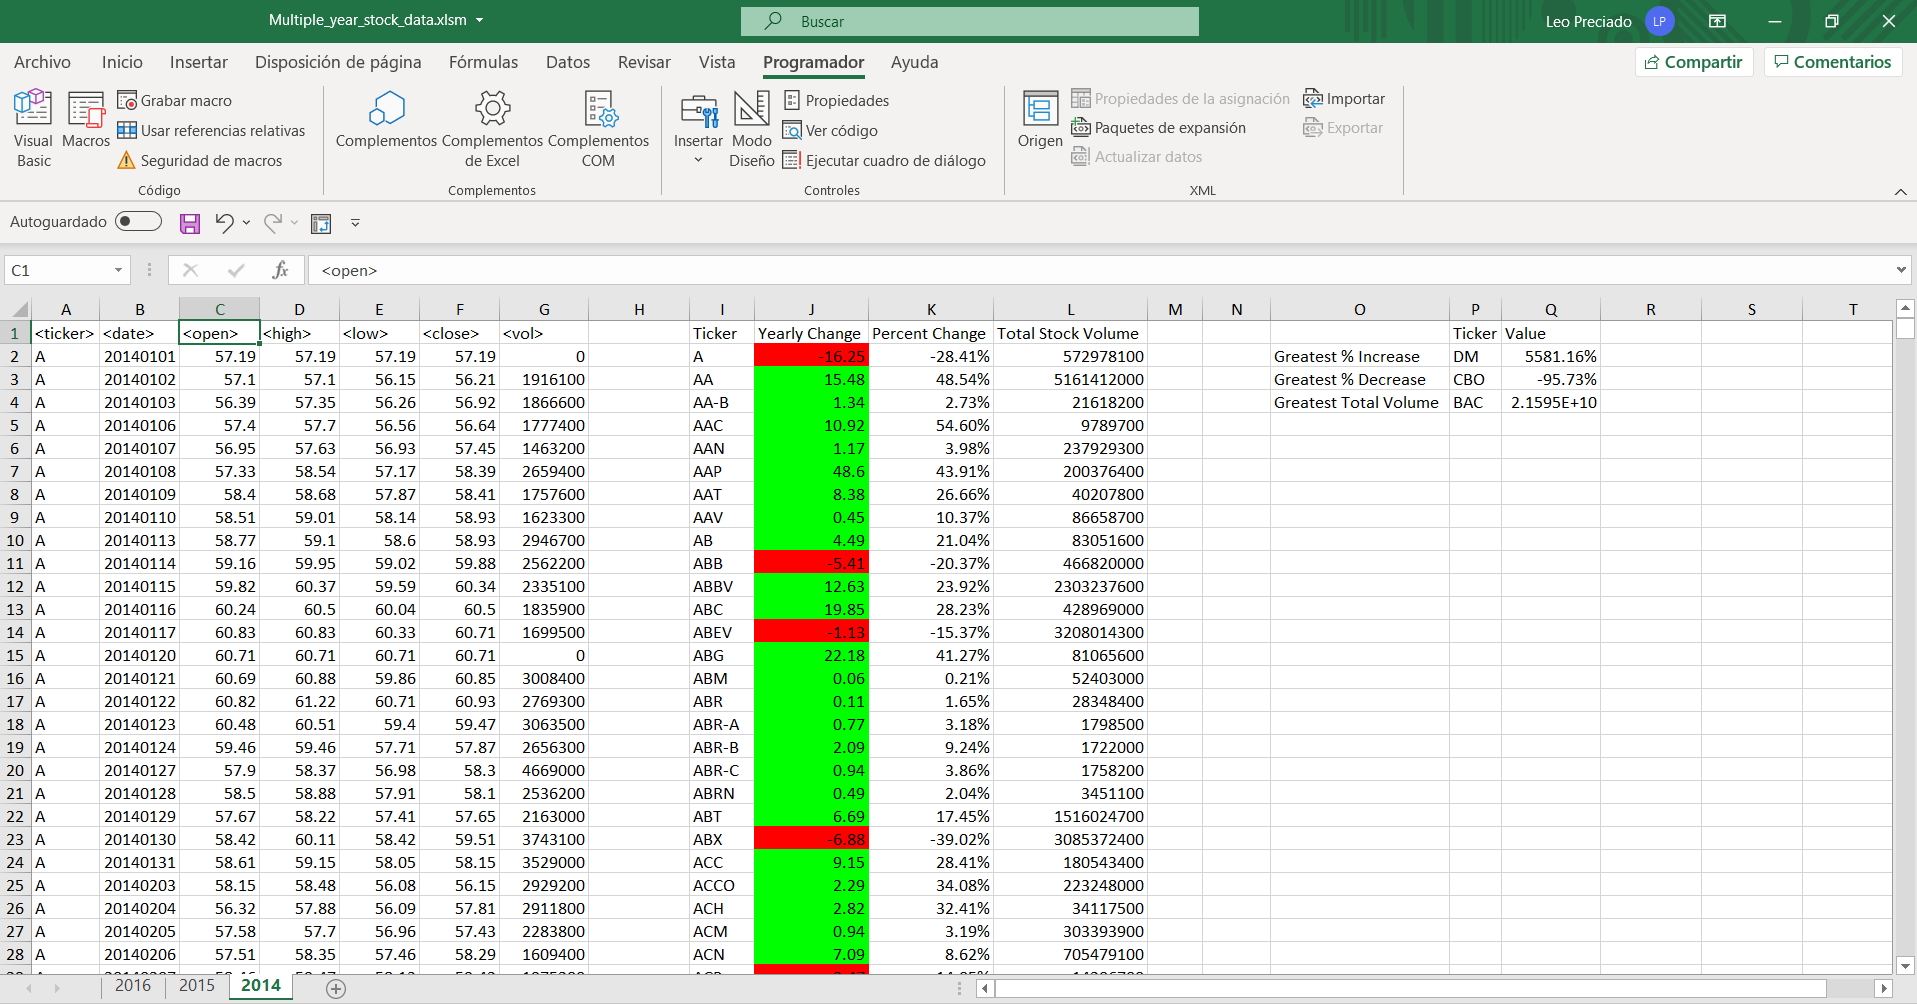 Multiple_year_stock_data.xlsm
Buscar
Leo Preciado LP
Archivo Inicio Insertar Disposición de página Fórmulas Datos Revisar Vista Programador Ayuda Compartir Comentarios
Visual Basic
Macros
Grabar macro
Usar referencias relativas
Seguridad de macros
Código
Complementos
Complementos de Excel
Complementos COM
Complementos
Insertar
Modo Diseño
Propiedades
Ver código
Ejecutar cuadro de diálogo
Controles
Origen
Propiedades de la asignación
Paquetes de expansión
Actualizar datos
Importar
Exportar
XML
Autoguardado
C1 fx <open>
A B C D E F G H I J K L M N O P Q R S T
1 <ticker> <date> <open> <high> <low> <close> <vol> Ticker Yearly Change Percent Change Total Stock Volume Ticker Value
2 A 20140101 57.19 57.19 57.19 57.19 0 A -16.25 -28.41% 572978100 Greatest % Increase DM 5581.16%
3 A 20140102 57.1 57.1 56.15 56.21 1916100 AA 15.48 48.54% 5161412000 Greatest % Decrease CBO -95.73%
4 A 20140103 56.39 57.35 56.26 56.92 1866600 AA-B 1.34 2.73% 21618200 Greatest Total Volume BAC 2.1595E+10
5 A 20140106 57.4 57.7 56.56 56.64 1777400 AAC 10.92 54.60% 9789700
6 A 20140107 56.95 57.63 56.93 57.45 1463200 AAN 1.17 3.98% 237929300
7 A 20140108 57.33 58.54 57.17 58.39 2659400 AAP 48.6 43.91% 200376400
8 A 20140109 58.4 58.68 57.87 58.41 1757600 AAT 8.38 26.66% 40207800
9 A 20140110 58.51 59.01 58.14 58.93 1623300 AAV 0.45 10.37% 86658700
10 A 20140113 58.77 59.1 58.6 58.93 2946700 AB 4.49 21.04% 83051600
11 A 20140114 59.16 59.95 59.02 59.88 2562200 ABB -5.41 -20.37% 466820000
12 A 20140115 59.82 60.37 59.59 60.34 2335100 ABBV 12.63 23.92% 2303237600
13 A 20140116 60.24 60.5 60.04 60.5 1835900 ABC 19.85 28.23% 428969000
14 A 20140117 60.83 60.83 60.33 60.71 1699500 ABEV -1.13 -15.37% 3208014300
15 A 20140120 60.71 60.71 60.71 60.71 0 ABG 22.18 41.27% 81065600
16 A 20140121 60.69 60.88 59.86 60.85 3008400 ABM 0.06 0.21% 52403000
17 A 20140122 60.82 61.22 60.71 60.93 2769300 ABR 0.11 1.65% 28348400
18 A 20140123 60.48 60.51 59.4 59.47 3063500 ABR-A 0.77 3.18% 1798500
19 A 20140124 59.46 59.46 57.71 57.87 2656300 ABR-B 2.09 9.24% 1722000
20 A 20140127 57.9 58.37 56.98 58.3 4669000 ABR-C 0.94 3.86% 1758200
21 A 20140128 58.5 58.88 57.91 58.1 2536200 ABRN 0.49 2.04% 3451100
22 A 20140129 57.67 58.22 57.41 57.65 2163000 ABT 6.69 17.45% 1516024700
23 A 20140130 58.42 60.11 58.42 59.51 3743100 ABX -6.88 -39.02% 3085372400
24 A 20140131 58.61 59.15 58.05 58.15 3529000 ACC 9.15 28.41% 180543400
25 A 20140203 58.15 58.48 56.08 56.15 2929200 ACCO 2.29 34.08% 223248000
26 A 20140204 56.32 57.88 56.09 57.81 2911800 ACH 2.82 32.41% 34117500
27 A 20140205 57.58 57.7 56.96 57.43 2283800 ACM 0.94 3.19% 303393900
28 A 20140206 57.51 58.35 57.46 58.29 1609400 ACN 7.09 8.62% 705479100
2016 2015 2014